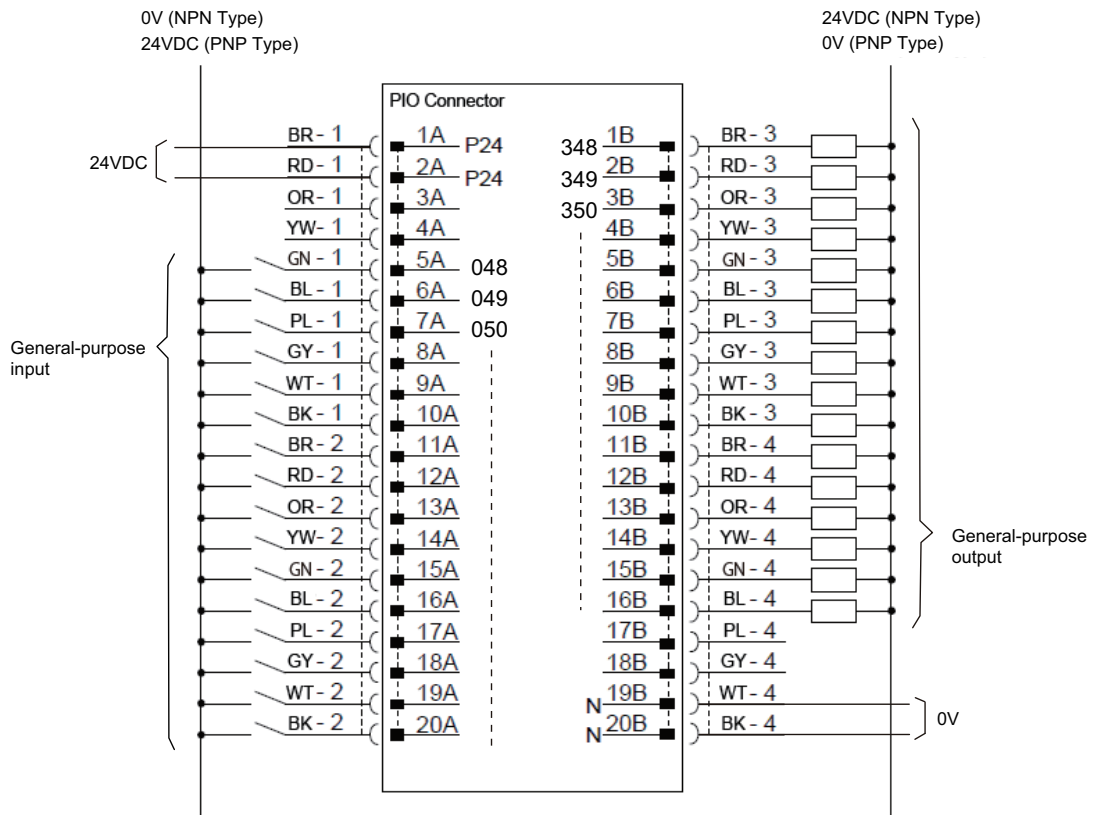 0V (NPN Type)
24VDC (PNP Type)
24VDC (NPN Type)
0V (PNP Type)
PIO Connector
24VDC
BR - 1 1A P24 348 1B BR - 3
RD - 1 2A P24 349 2B RD - 3
OR - 1 3A 350 3B OR - 3
YW - 1 4A 4B YW - 3
GN - 1 5A 048 5B GN - 3
BL - 1 6A 049 6B BL - 3
PL - 1 7A 050 7B PL - 3
GY - 1 8A 8B GY - 3
WT - 1 9A 9B WT - 3
BK - 1 10A 10B BK - 3
BR - 2 11A 11B BR - 4
RD - 2 12A 12B RD - 4
OR - 2 13A 13B OR - 4
YW - 2 14A 14B YW - 4
GN - 2 15A 15B GN - 4
BL - 2 16A 16B BL - 4
PL - 2 17A 17B PL - 4
GY - 2 18A 18B GY - 4
WT - 2 19A N 19B WT - 4
BK - 2 20A N 20B BK - 4
General-purpose
input
General-purpose
output
0V